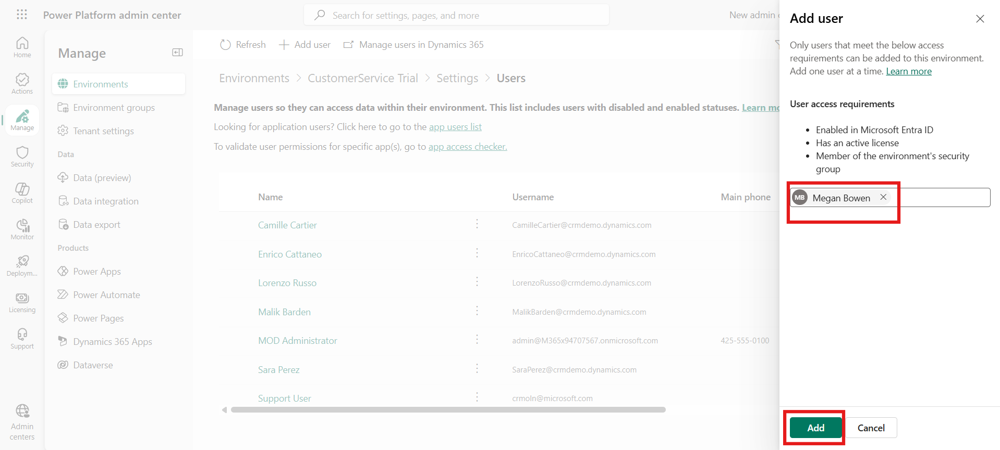 Power Platform admin center
Search for settings, pages, and more
New admin
Home
Actions
Manage
Security
Copilot
Monitor
Deploym...
Licensing
Support
Admin
centers
Manage
Environments
Environment groups
Tenant settings
Data
Data (preview)
Data integration
Data export
Products
Power Apps
Power Automate
Power Pages
Dynamics 365 Apps
Dataverse
Refresh
Add user
Manage users in Dynamics 365
Environments > CustomerService Trial > Settings > Users
Manage users so they can access data within their environment. This list includes users with disabled and enabled statuses. Learn mo
Looking for application users? Click here to go to the app users list
To validate user permissions for specific app(s), go to app access checker.
Name Username Main phone
Camille Cartier CamilleCartier@crmdemo.dynamics.com
Enrico Cattaneo EnricoCattaneo@crmdemo.dynamics.com
Lorenzo Russo LorenzoRusso@crmdemo.dynamics.com
Malik Barden MalikBarden@crmdemo.dynamics.com
MOD Administrator admin@M365x94707567.onmicrosoft.com 425-555-0100
Sara Perez SaraPerez@crmdemo.dynamics.com
Support User crmoln@microsoft.com
Add user
Only users that meet the below access
requirements can be added to this environment.
Add one user at a time. Learn more
User access requirements
• Enabled in Microsoft Entra ID
• Has an active license
• Member of the environment's security
group
MB Megan Bowen
Add
Cancel